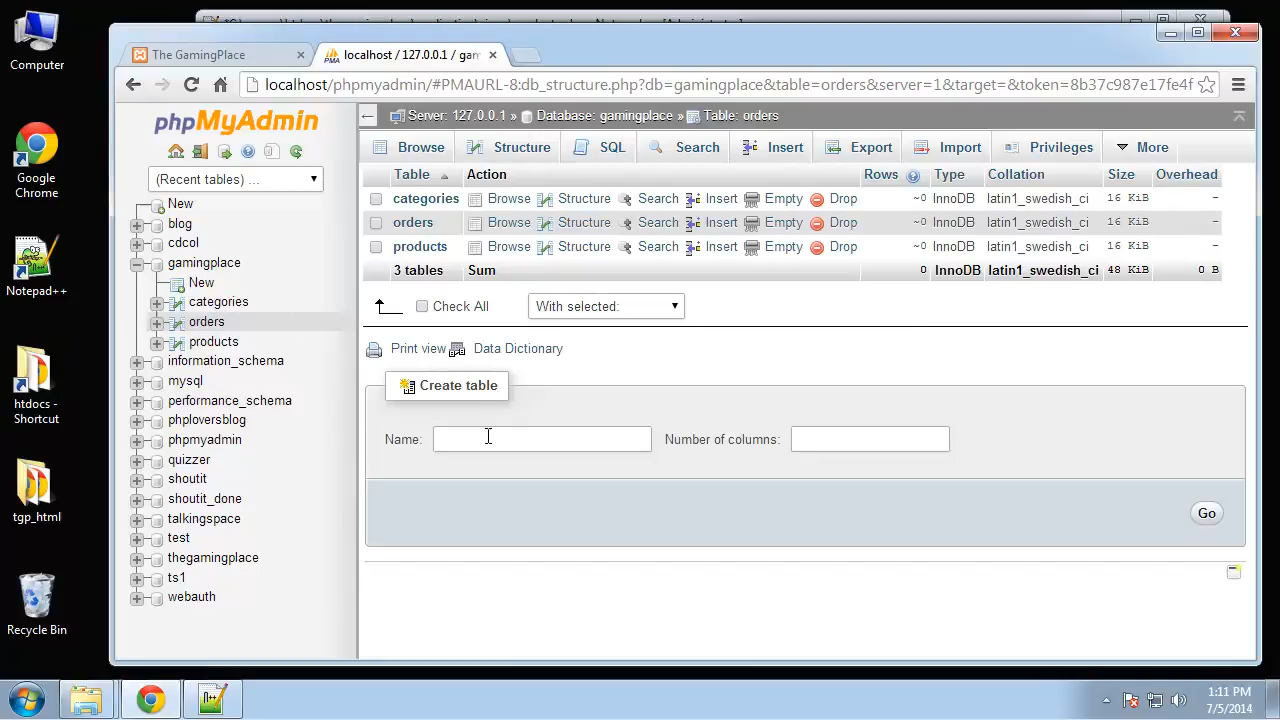 Computer
Google
Chrome
Notepad++
htdocs -
Shortcut
tgp_html
Recycle Bin
The GamingPlace
localhost / 127.0.0.1 / gam
localhost/phpmyadmin/#PMAURL-8:db_structure.php?db=gamingplace&table=orders&server=1&target=&token=8b37c987e17fe4f
phpMyAdmin
(Recent tables) ...
New
blog
cdcol
gamingplace
New
categories
orders
products
information_schema
mysql
performance_schema
phploversblog
phpmyadmin
quizzer
shoutit
shoutit_done
talkingspace
test
thegamingplace
ts1
webauth
Server: 127.0.0.1 » Database: gamingplace » Table: orders
Browse Structure SQL Search Insert Export Import Privileges More
Table Action Rows Type Collation Size Overhead
categories Browse Structure Search Insert Empty Drop ~0 InnoDB latin1_swedish_ci 16 KiB -
orders Browse Structure Search Insert Empty Drop ~0 InnoDB latin1_swedish_ci 16 KiB -
products Browse Structure Search Insert Empty Drop ~0 InnoDB latin1_swedish_ci 16 KiB -
3 tables Sum 0 InnoDB latin1_swedish_ci 48 KiB 0 B
Check All With selected:
Print view Data Dictionary
Create table
Name: Number of columns:
Go
1:11 PM
7/5/2014